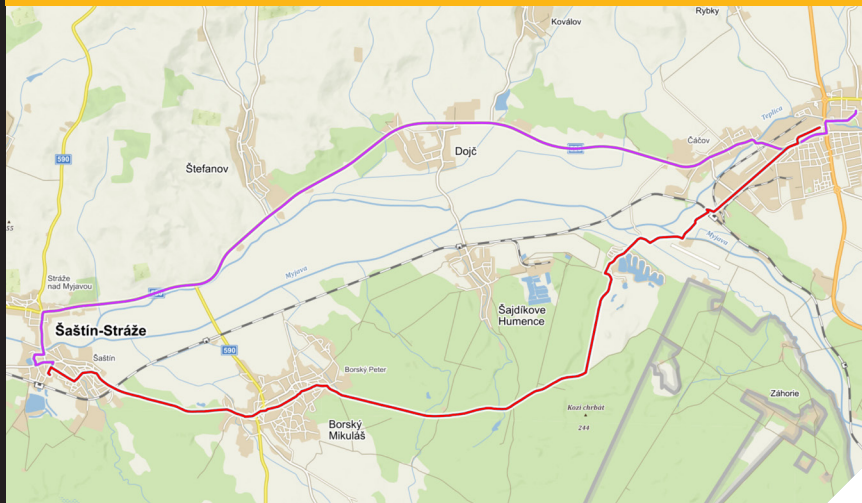 Rybky
Koválov
Teplica
Čáčov
590
Dojč
Štefanov
55
Myjava
Stráže
nad Myjavou
Myjava
Šaštín-Stráže
Šajdíkove
Humence
590
Šaštín
Borský Peter
Záhorie
Kozí chrbát
244
Borský
Mikuláš